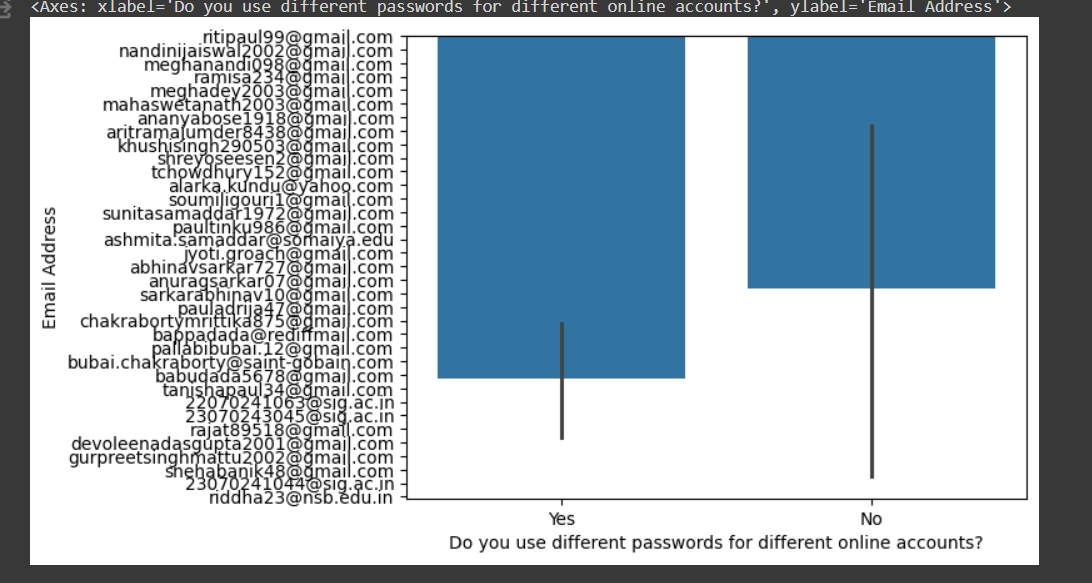 <Axes: xlabel='Do you use different passwords for different online accounts?', ylabel='Email Address'>
ritipaul99@gmail.com
nandinijaiswal2002@gmail.com
meghanandi098@gmail.com
ramisa234@gmail.com
meghadey2003@gmail.com
mahaswetanath2003@gmail.com
ananyabose1918@gmail.com
aritramajumder8438@gmail.com
khushisingh290503@gmail.com
shreyoseesen2@gmail.com
tchowdhury152@gmail.com
alarka.kundu@yahoo.com
soumiligouri1@gmail.com
sunitasamaddar1972@gmail.com
paultinku986@gmail.com
ashmita.samaddar@somaiya.edu
jyoti.groach@gmail.com
abhinavsarkar727@gmail.com
anuragsarkar07@gmail.com
sarkarabhinav10@gmail.com
pauladrija47@gmail.com
chakrabortymrittika875@gmail.com
bappadada@rediffmail.com
pallabibubai.12@gmail.com
bubai.chakraborty@saint-gobain.com
babudada5678@gmail.com
tanishapaul34@gmail.com
22070241063@sig.ac.in
23070243045@sig.ac.in
rajat89518@gmail.com
devoleenadasgupta2001@gmail.com
gurpreetsinghmattu2002@gmail.com
snehabanik48@gmail.com
23070241044@sig.ac.in
riddha23@nsb.edu.in
Email Address
Yes No
Do you use different passwords for different online accounts?